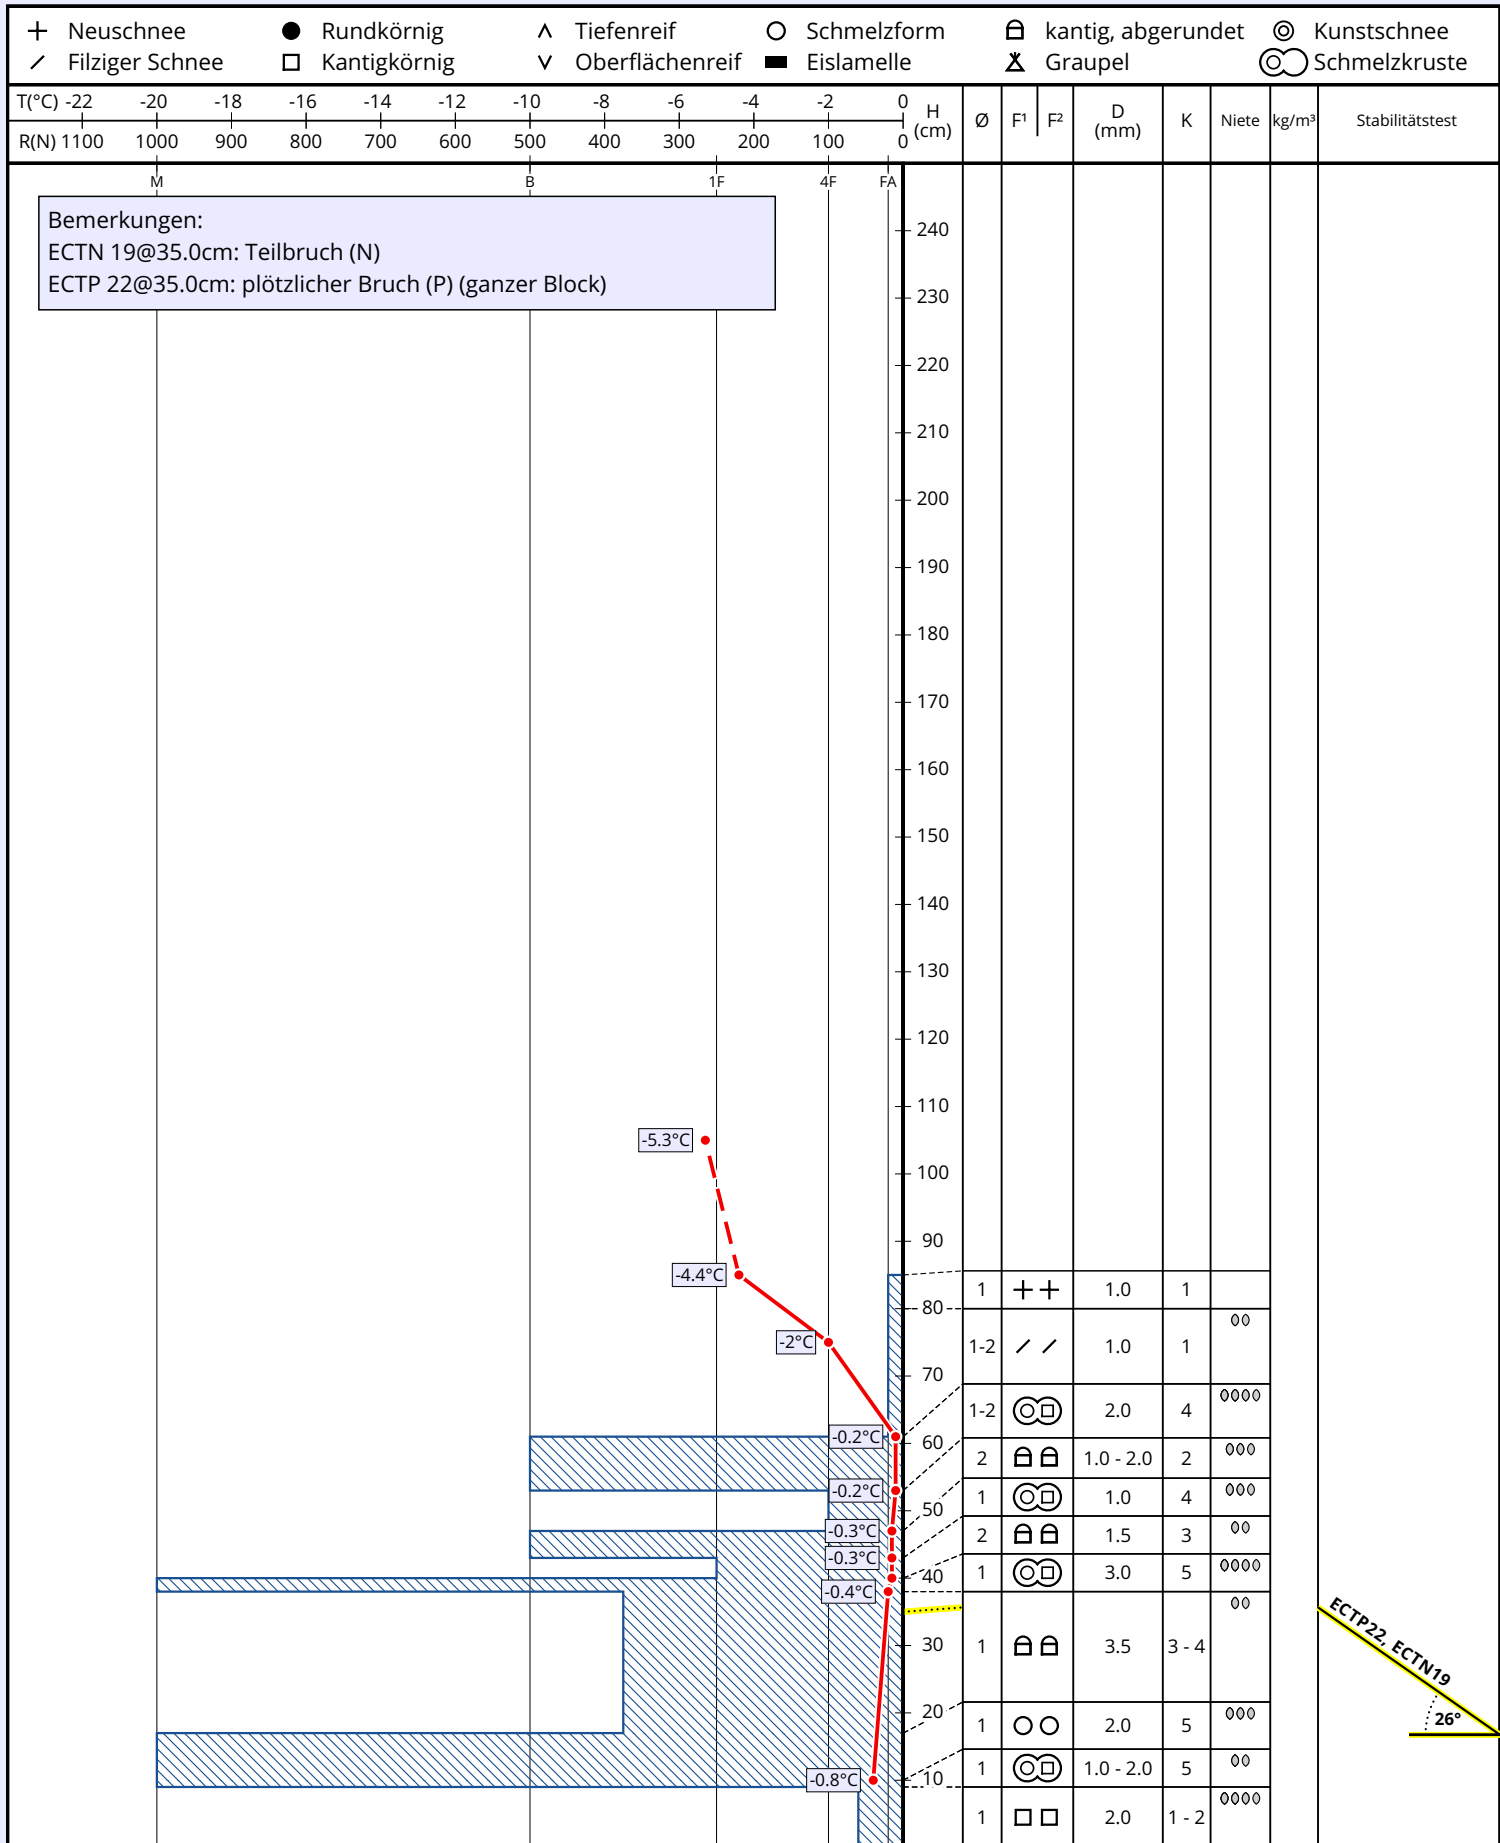 Neuschnee Rundkörnig Tiefenreif Schmelzform kantig, abgerundet Kunstschnee
Filziger Schnee Kantigkörnig Oberflächenreif Eislamelle Graupel Schmelzkruste
T(°C) -22 -20 -18 -16 -14 -12 -10 -8 -6 -4 -2 0
R(N) 1100 1000 900 800 700 600 500 400 300 200 100 0
H (cm) Ø F¹ F² D (mm) K Niete kg/m³ Stabilitätstest
M B 1F 4F FA
Bemerkungen:
ECTN 19@35.0cm: Teilbruch (N)
ECTP 22@35.0cm: plötzlicher Bruch (P) (ganzer Block)
240
230
220
210
200
190
180
170
160
150
140
130
120
110
-5.3°C
100
90
-4.4°C
1 1.0 1
80
-2°C 1-2 1.0 1
70
1-2 2.0 4
-0.2°C 60
2 1.0 - 2.0 2
-0.2°C 50
1 1.0 4
-0.3°C
2 1.5 3
-0.3°C
1 3.0 5
40
-0.4°C
30
1 3.5 3 - 4
ECTP22, ECTN19
26°
20
1 2.0 5
1 1.0 - 2.0 5
-0.8°C 10
1 2.0 1 - 2